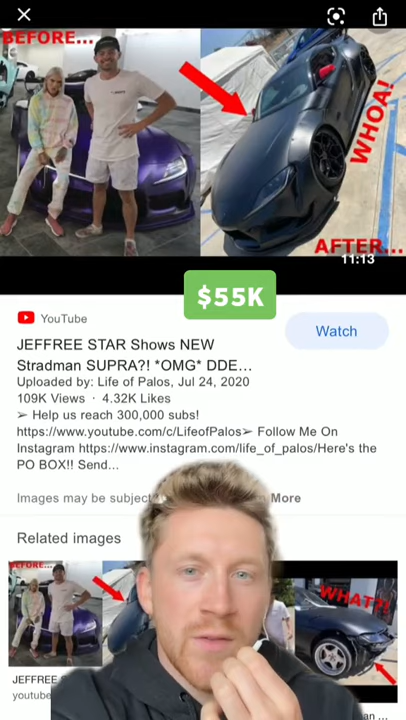 BEFORE...
WHOA!
AFTER...
11:13
$55K
YouTube
Watch
JEFFREE STAR Shows NEW
Stradman SUPRA?! *OMG* DDE...
Uploaded by: Life of Palos, Jul 24, 2020
109K Views · 4.32K Likes
➢ Help us reach 300,000 subs!
https://www.youtube.com/c/LifeofPalos➢ Follow Me On
Instagram https://www.instagram.com/life_of_palos/Here's the
PO BOX!! Send...
Images may be subject
More
Related images
BEFORE...
WHAT?!
JEFFREE
youtube
an ...